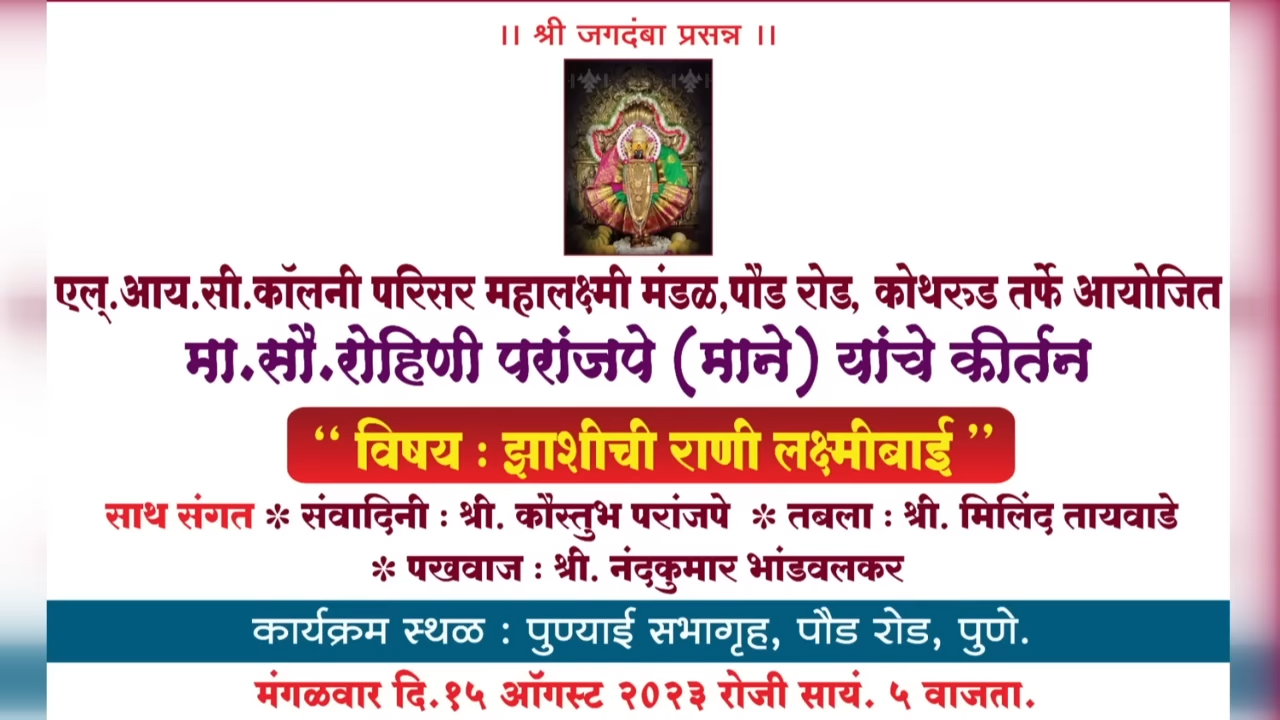 ।। श्री जगदंबा प्रसन्न ।।
एल्.आय.सी.कॉलनी परिसर महालक्ष्मी मंडळ,पौड रोड, कोथरुड तर्फे आयोजित
मा.सौ.रोहिणी परांजपे (माने) यांचे कीर्तन
“ विषय : झाशीची राणी लक्ष्मीबाई ”
साथ संगत * संवादिनी : श्री. कौस्तुभ परांजपे * तबला : श्री. मिलिंद तायवाडे
* पखवाज : श्री. नंदकुमार भांडवलकर
कार्यक्रम स्थळ : पुण्याई सभागृह, पौड रोड, पुणे.
मंगळवार दि.१५ ऑगस्ट २०२३ रोजी सायं. ५ वाजता.